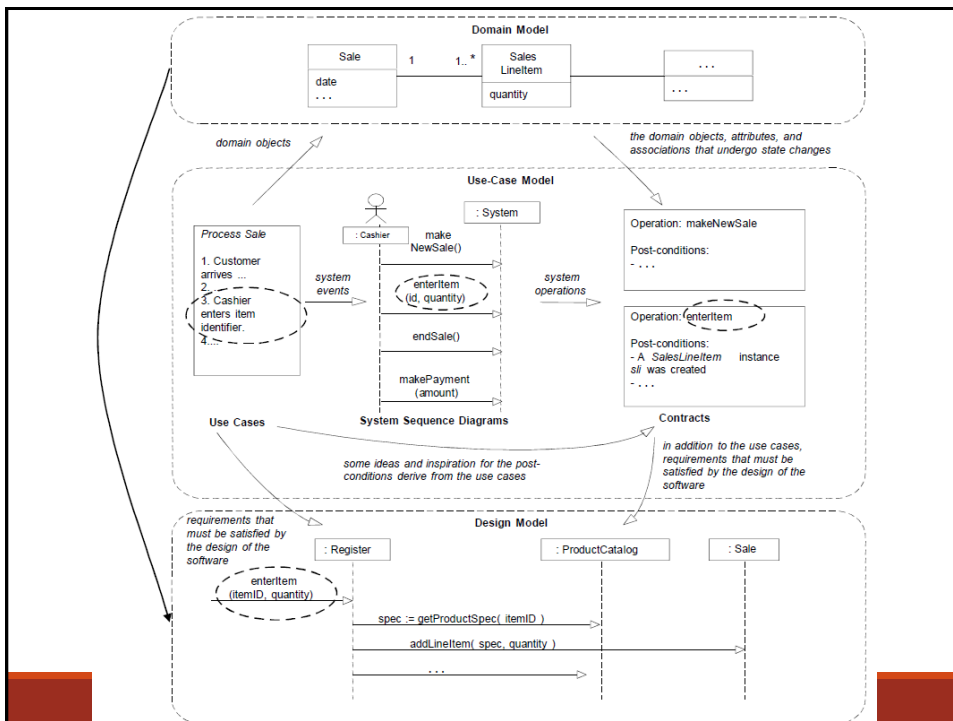 Domain Model
Sale
1
1.. *
Sales
LineItem
. . .
date
. . .
quantity
. . .
domain objects
the domain objects, attributes, and
associations that undergo state changes
Use-Case Model
Process Sale
1. Customer
arrives ...
2. ...
3. Cashier
enters item
identifier.
4....
system
events
: Cashier
: System
make
NewSale()
enterItem
(id, quantity)
endSale()
makePayment
(amount)
system
operations
Operation: makeNewSale
Post-conditions:
- . . .
Operation: enterItem
Post-conditions:
- A SalesLineItem instance
sli was created
- . . .
Use Cases
System Sequence Diagrams
Contracts
some ideas and inspiration for the post-
conditions derive from the use cases
in addition to the use cases,
requirements that must be
satisfied by the design of the
software
Design Model
requirements that
must be satisfied by
the design of the
software
: Register
: ProductCatalog
: Sale
enterItem
(itemID, quantity)
spec := getProductSpec( itemID )
addLineItem( spec, quantity )
. . .